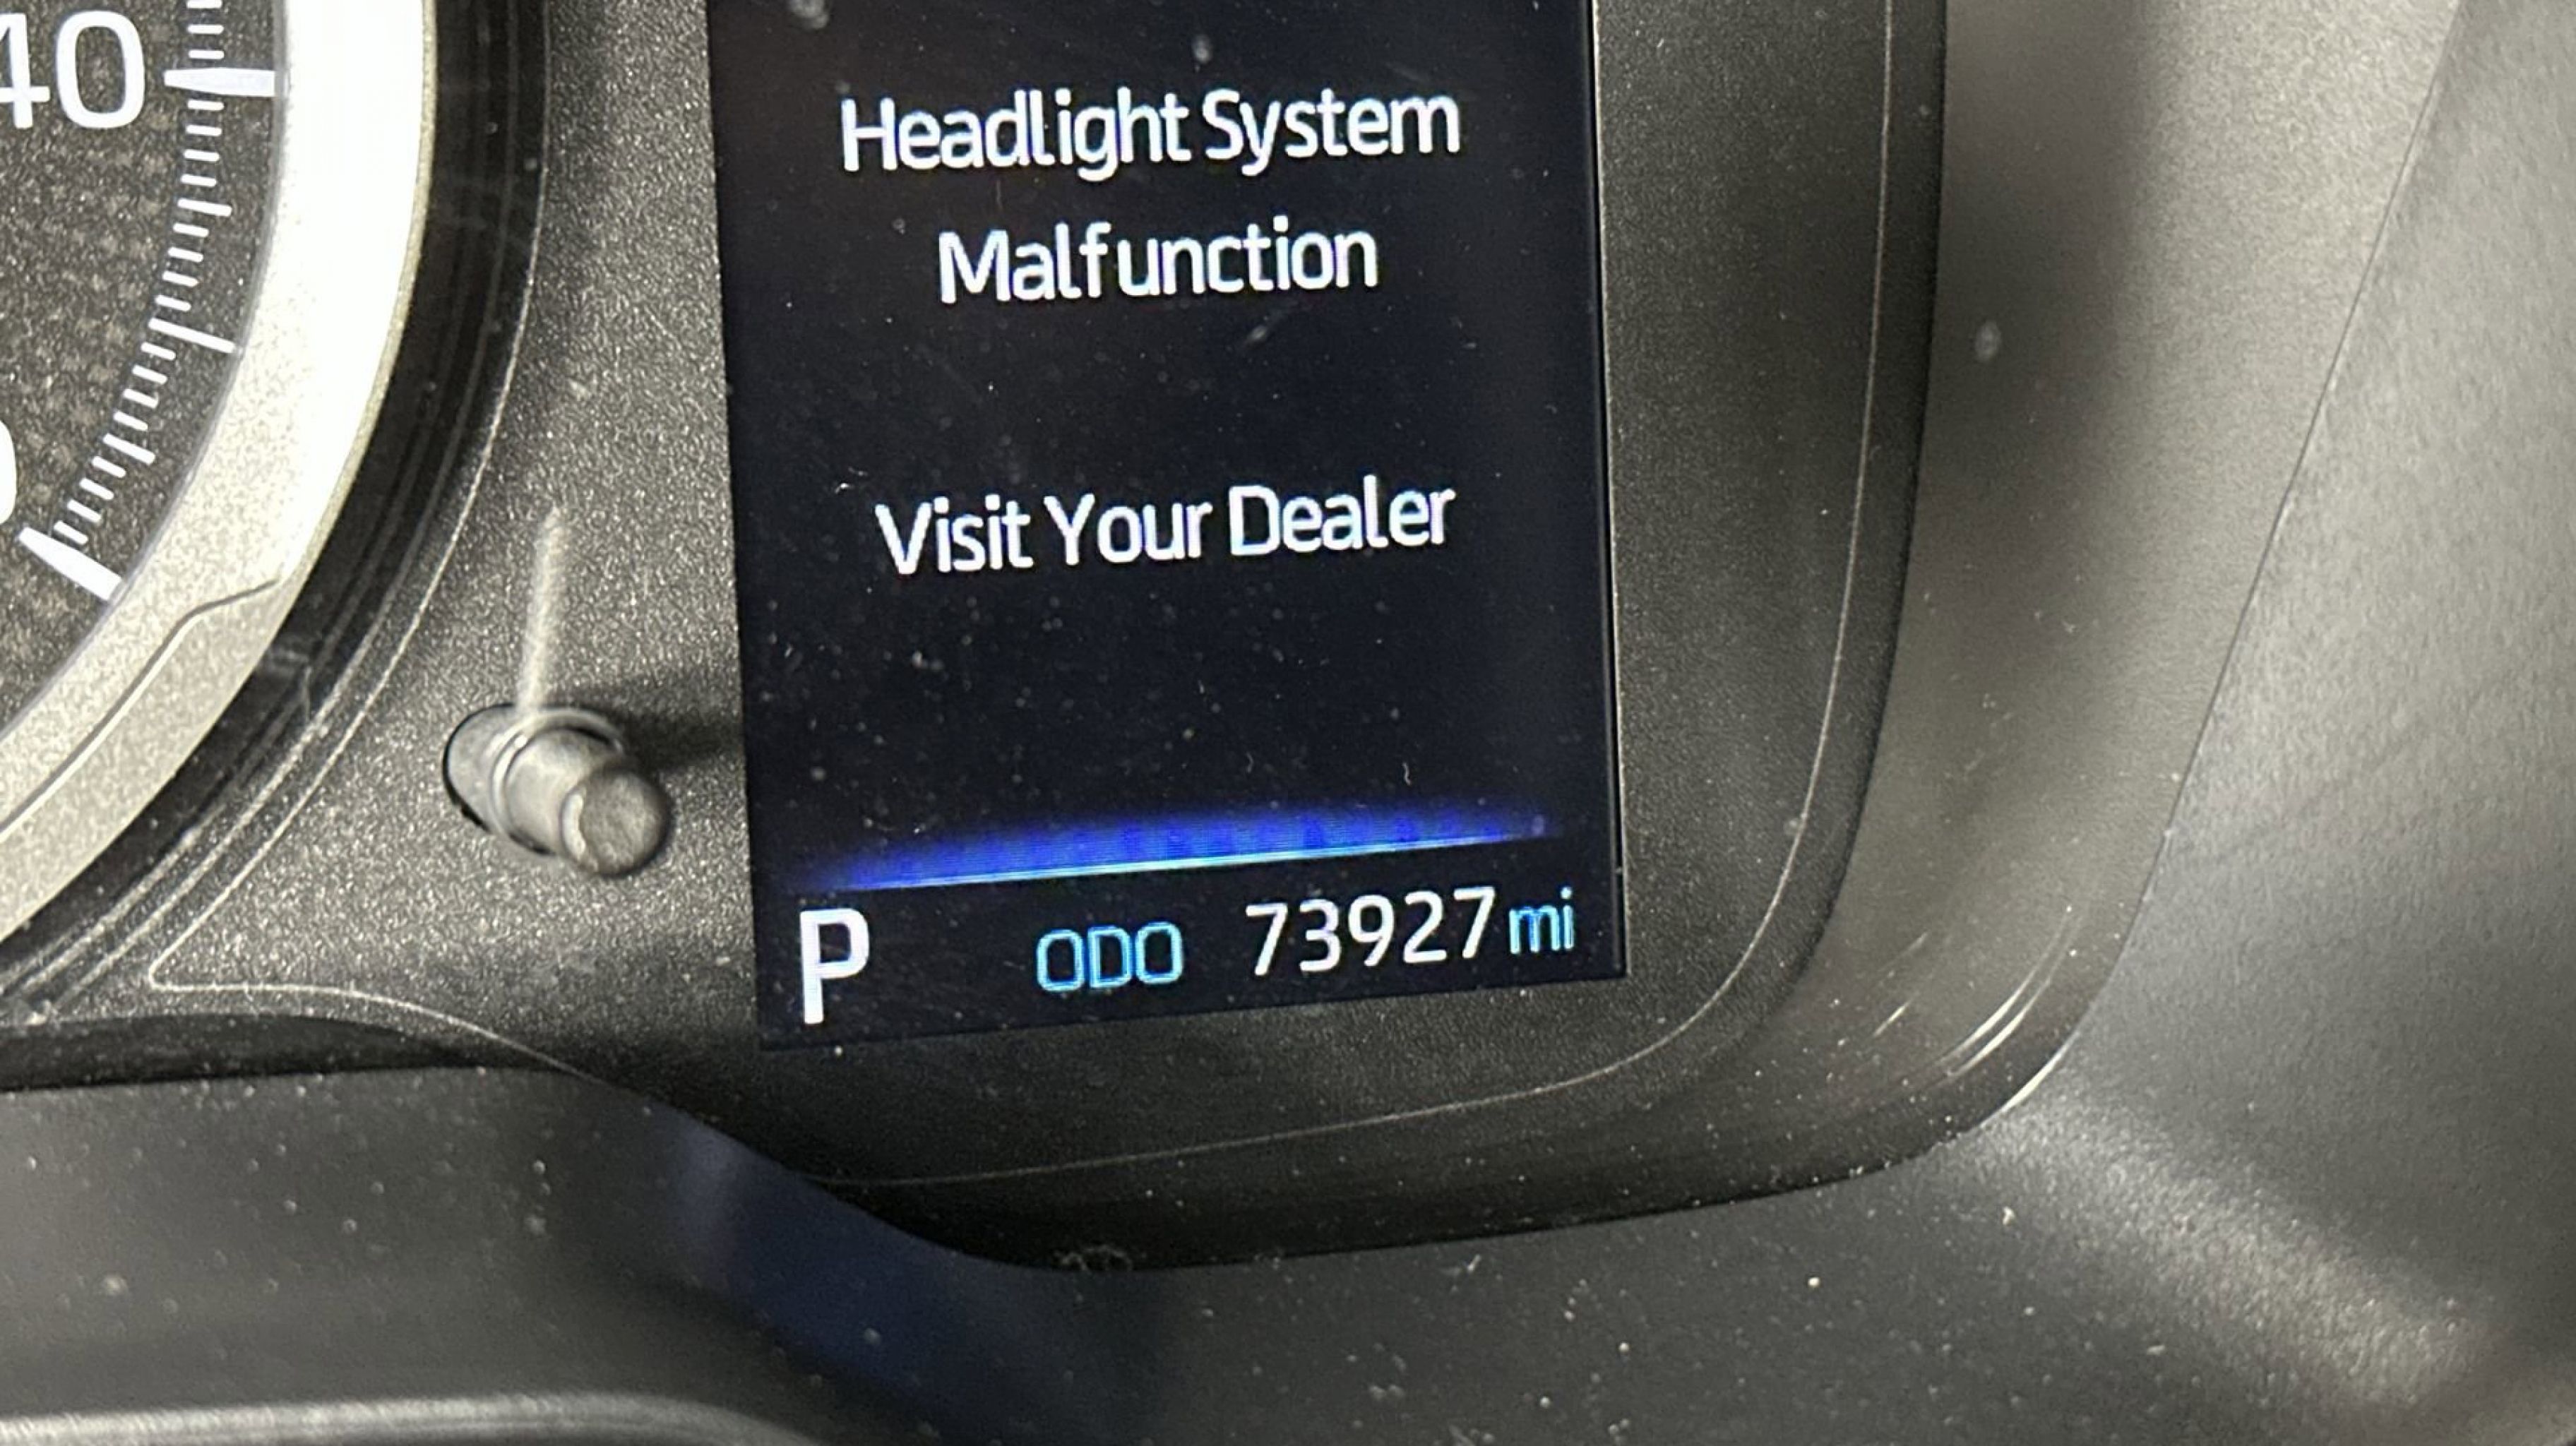 40
Headlight System
Malfunction
Visit Your Dealer
P ODO 73927 mi